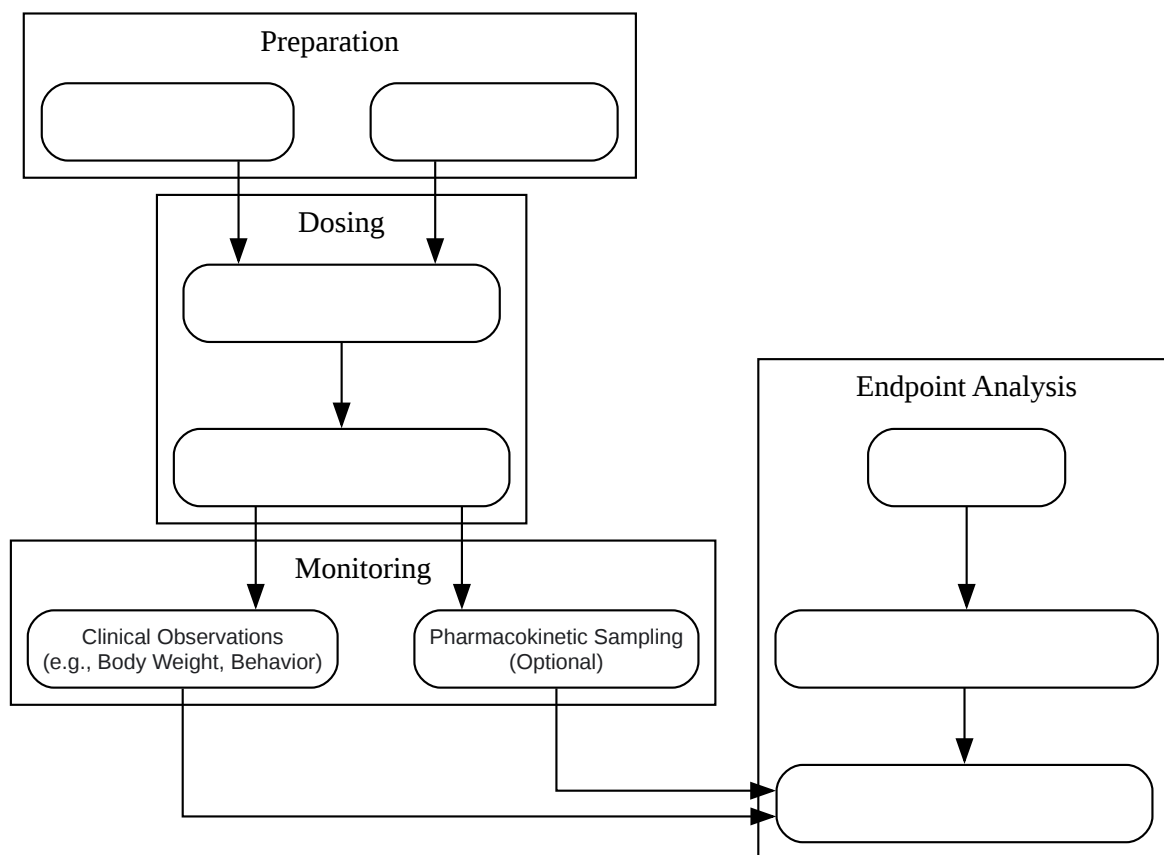 Preparation
Dosing
Endpoint Analysis
Monitoring
Clinical Observations
(e.g., Body Weight, Behavior)
Pharmacokinetic Sampling
(Optional)